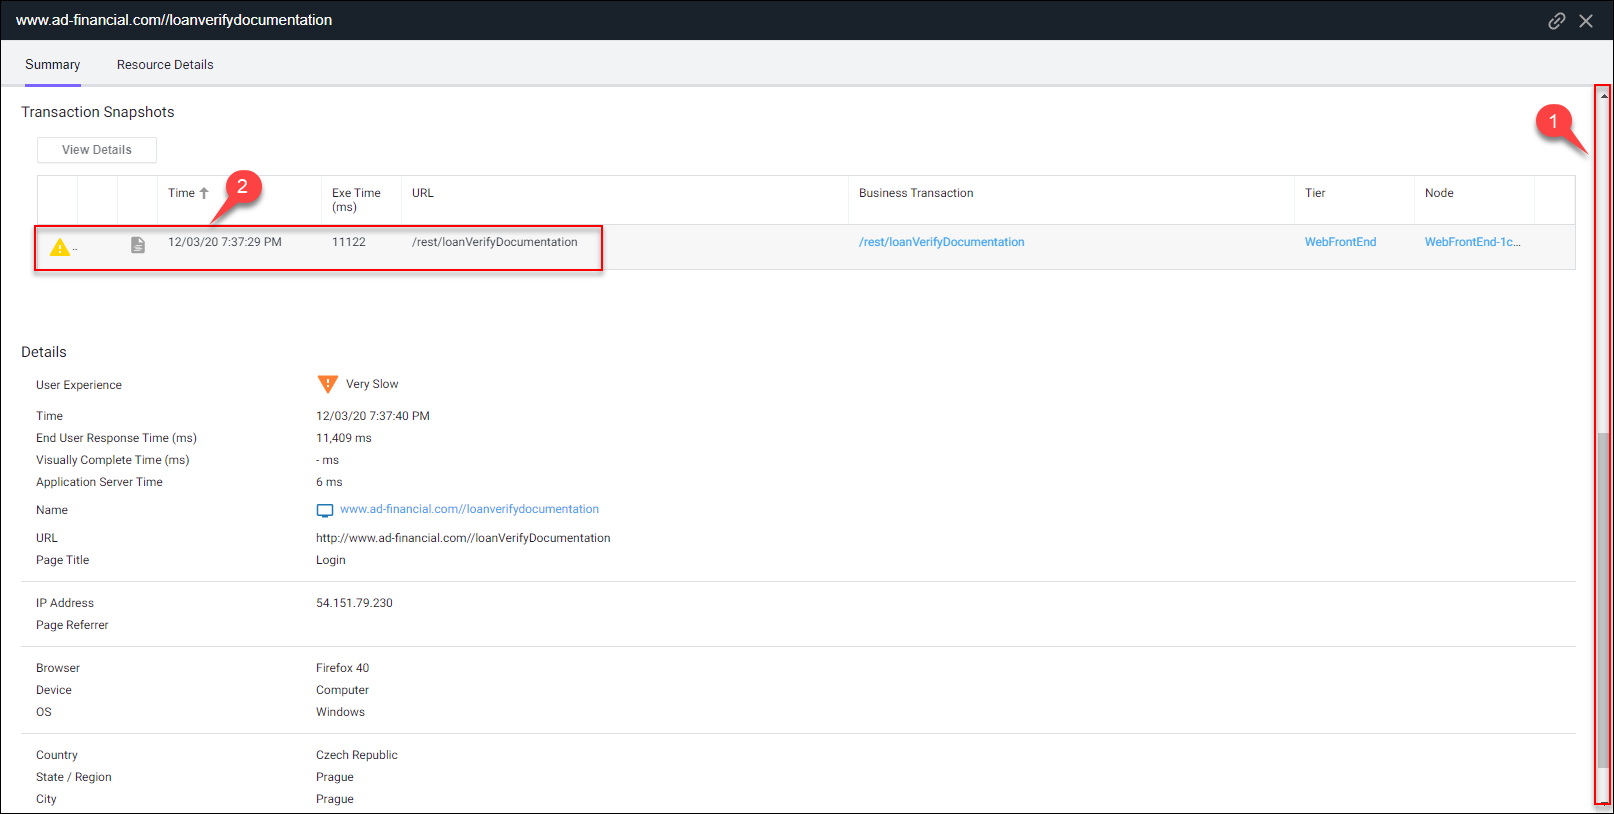 www.ad-financial.com//loanverifydocumentation
Summary Resource Details
Transaction Snapshots
1
View Details
2
Time Exe Time (ms) URL Business Transaction Tier Node
.. 12/03/20 7:37:29 PM 11122 /rest/loanVerifyDocumentation /rest/loanVerifyDocumentation WebFrontEnd WebFrontEnd-1c...
Details
User Experience Very Slow
Time 12/03/20 7:37:40 PM
End User Response Time (ms) 11,409 ms
Visually Complete Time (ms) - ms
Application Server Time 6 ms
Name www.ad-financial.com//loanverifydocumentation
URL http://www.ad-financial.com//loanVerifyDocumentation
Page Title Login
IP Address 54.151.79.230
Page Referrer
Browser Firefox 40
Device Computer
OS Windows
Country Czech Republic
State / Region Prague
City Prague